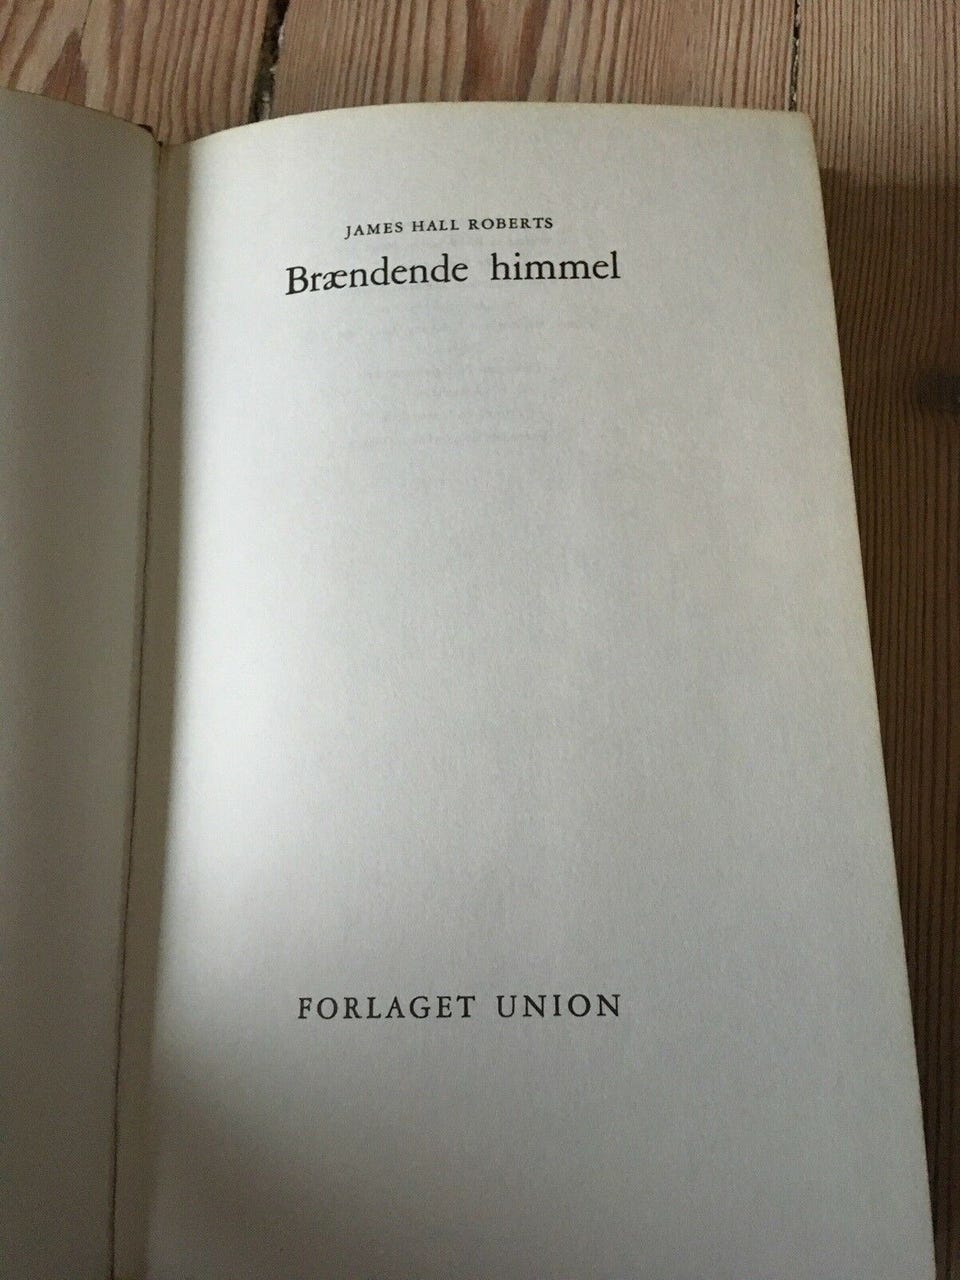 JAMES HALL ROBERTS
Brændende himmel
FORLAGET UNION